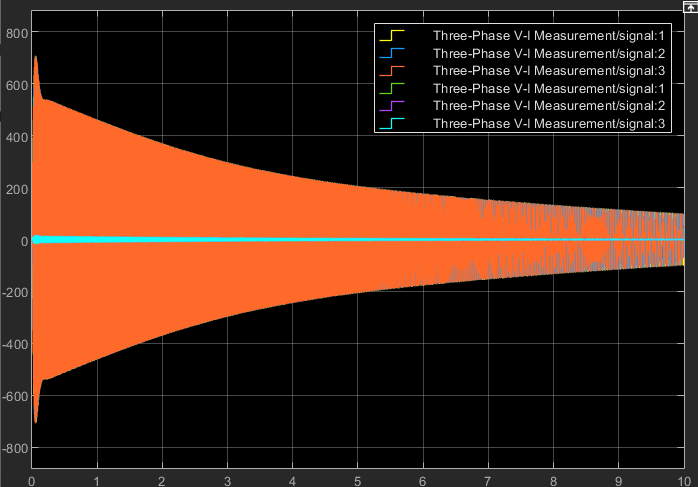 Three-Phase V-I Measurement/signal:1
Three-Phase V-I Measurement/signal:2
Three-Phase V-I Measurement/signal:3
Three-Phase V-I Measurement/signal:1
Three-Phase V-I Measurement/signal:2
Three-Phase V-I Measurement/signal:3
800
600
400
200
0
-200
-400
-600
-800
0 1 2 3 4 5 6 7 8 9 10